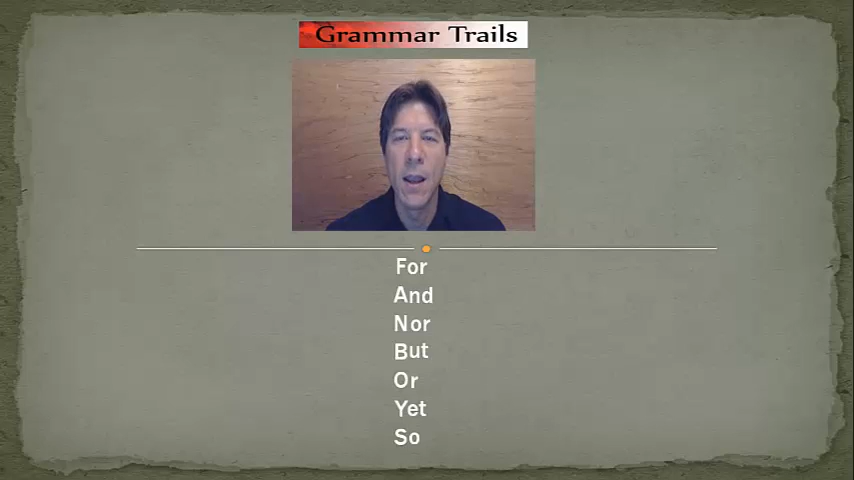 Grammar Trails
For
And
Nor
But
Or
Yet
So